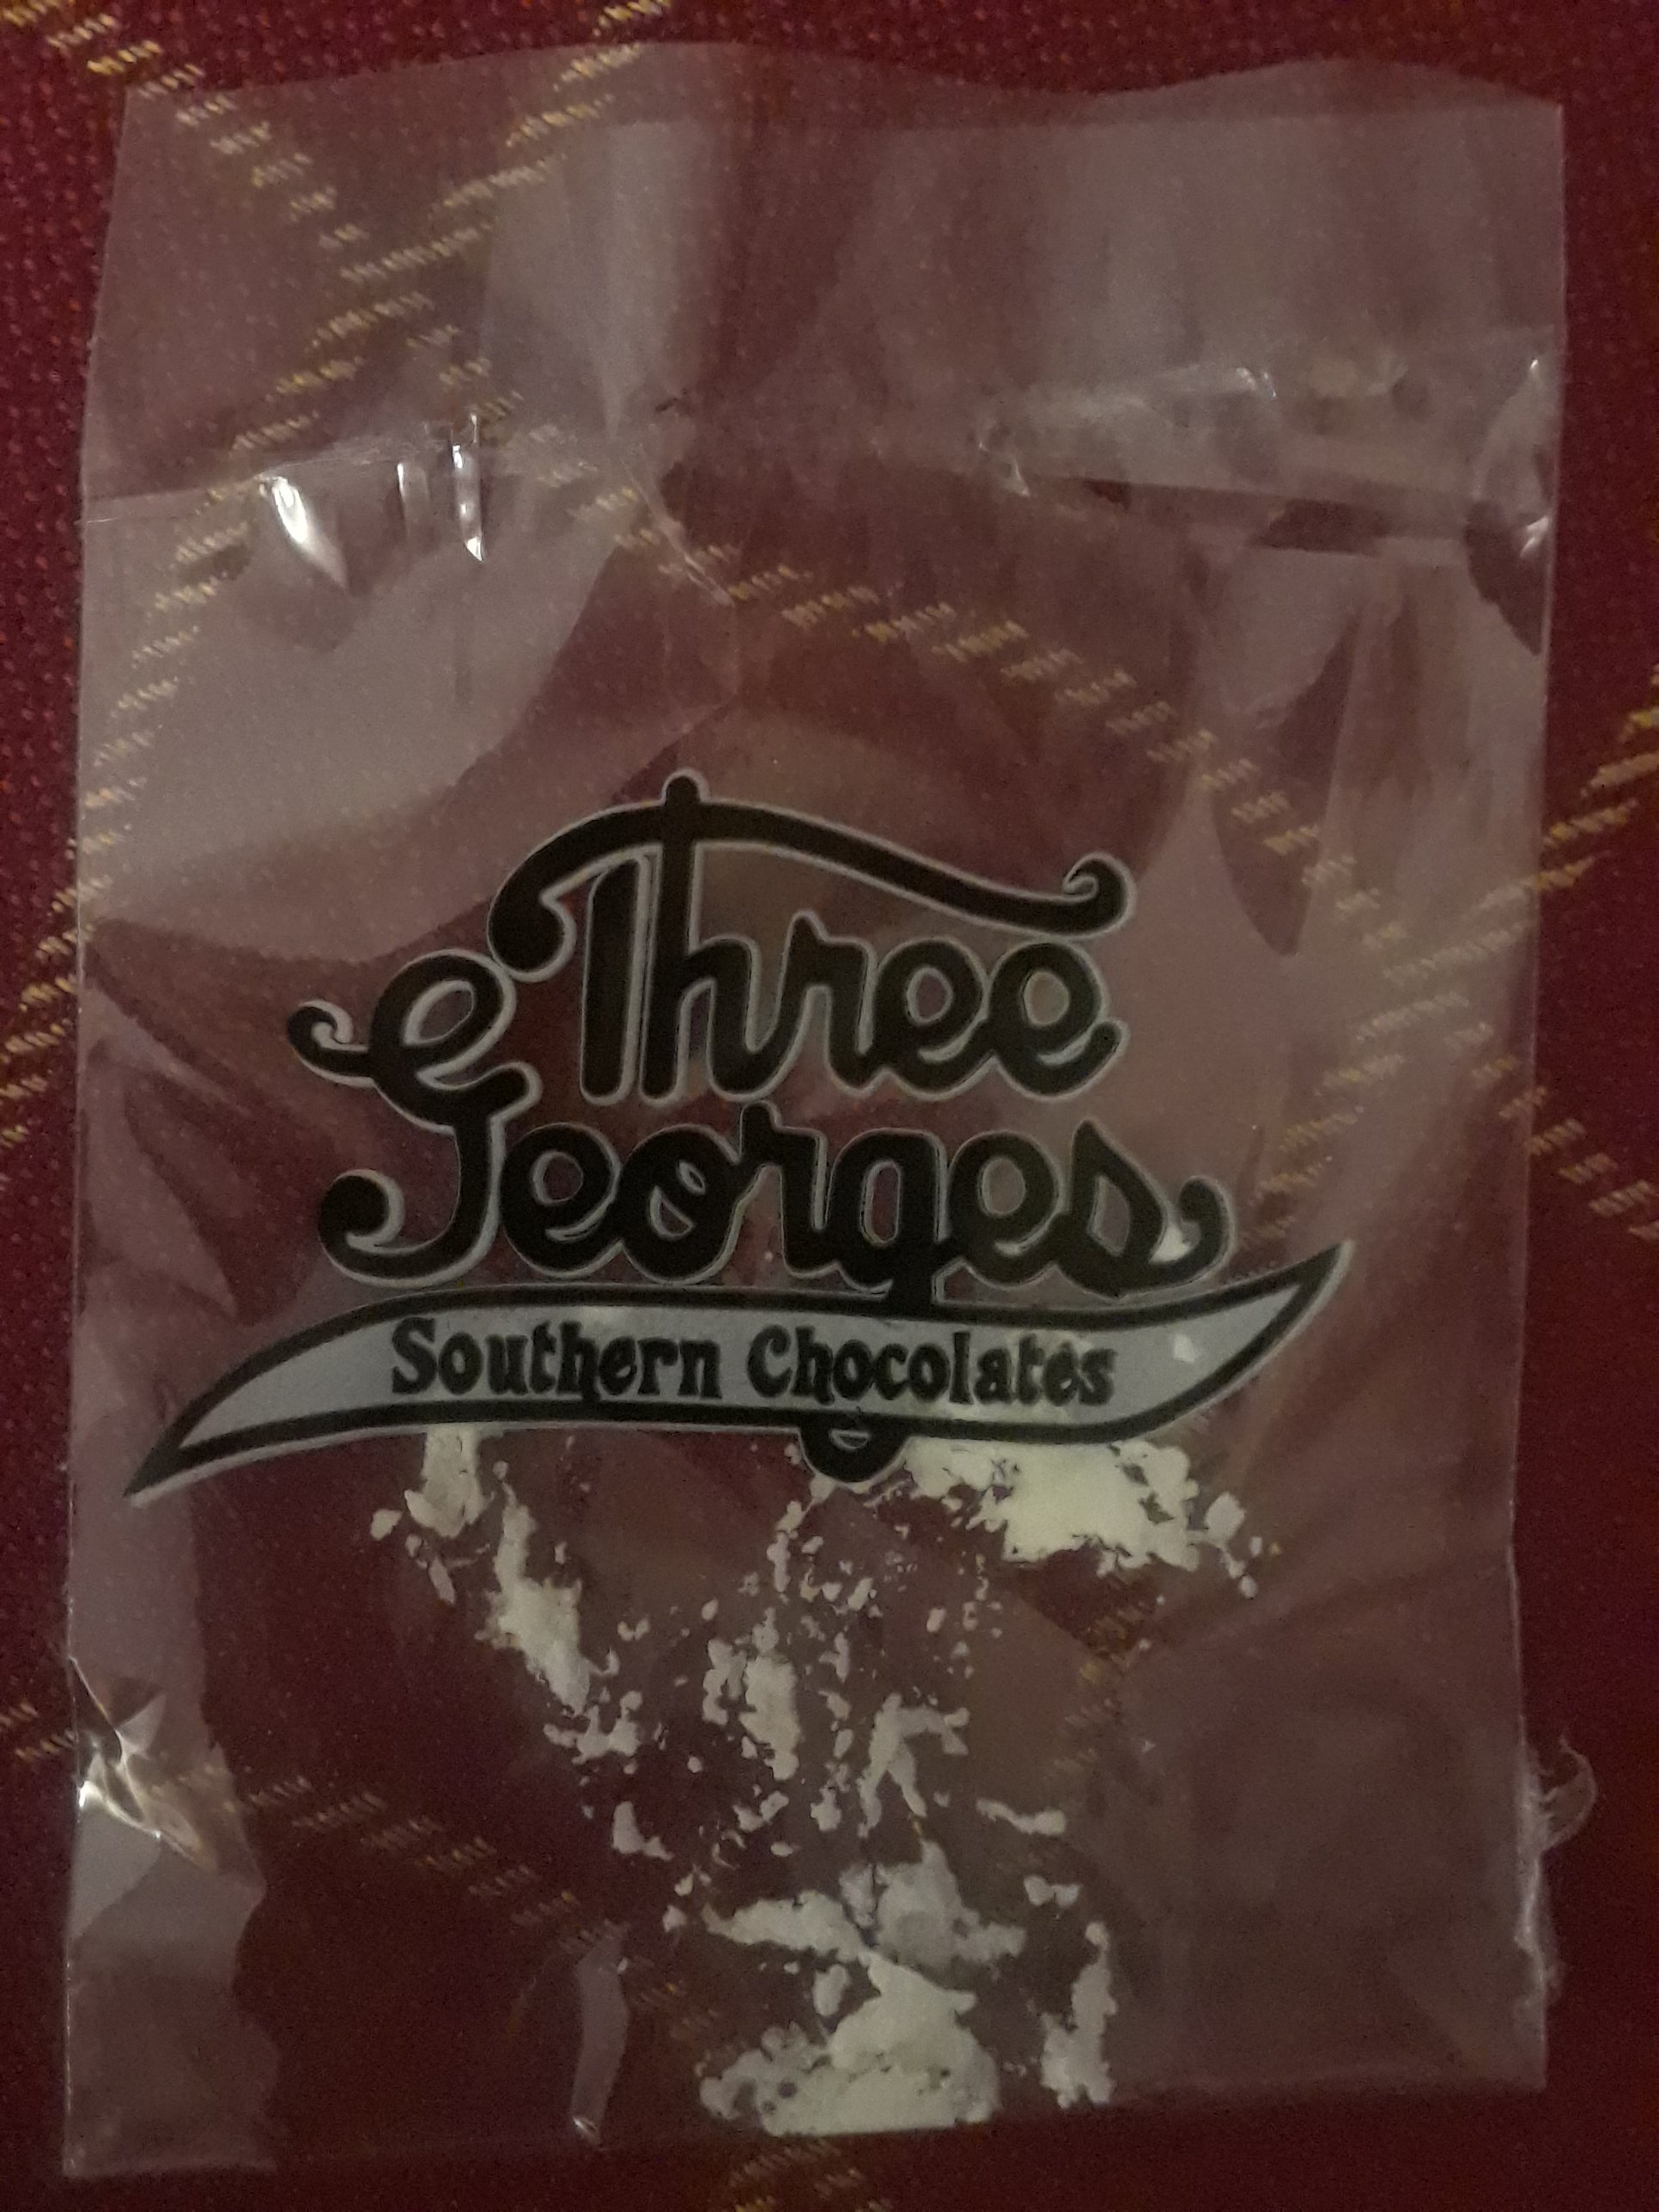 Three
Georges
Southern Chocolates